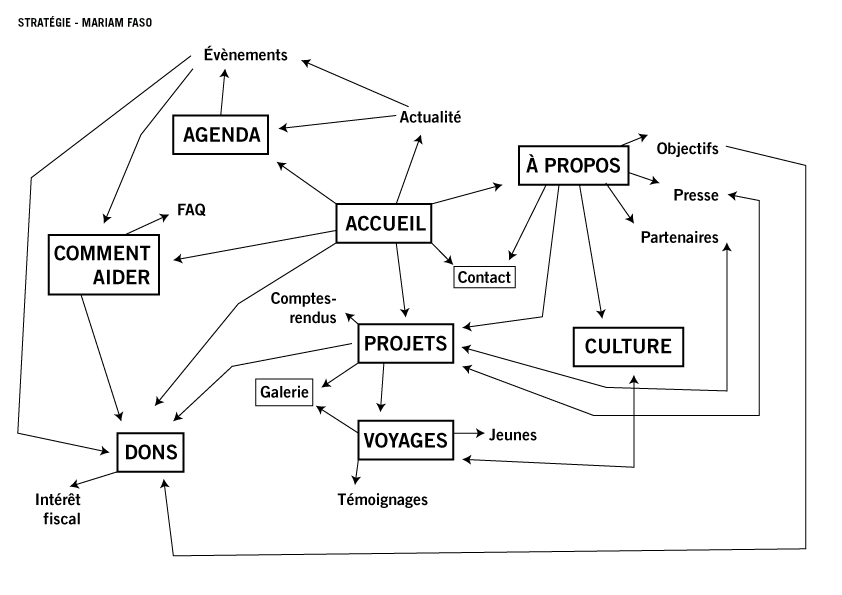 STRATÉGIE - MARIAM FASO
Évènements
Actualité
AGENDA
Objectifs
À PROPOS
Presse
FAQ
ACCUEIL
Partenaires
COMMENT
AIDER
Contact
Comptes-
rendus
PROJETS
CULTURE
Galerie
VOYAGES
Jeunes
DONS
Témoignages
Intérêt
fiscal